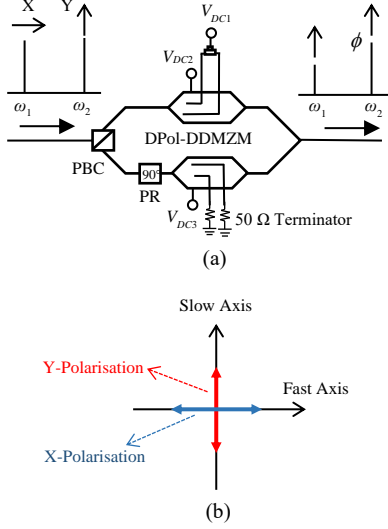 X Y
V_DC1
V_DC2
ω₁ ω₂
ϕ
ω₁ ω₂
DPol-DDMZM
PBC
90°
PR
V_DC3
50 Ω Terminator
(a)
Slow Axis
Y-Polarisation
Fast Axis
X-Polarisation
(b)